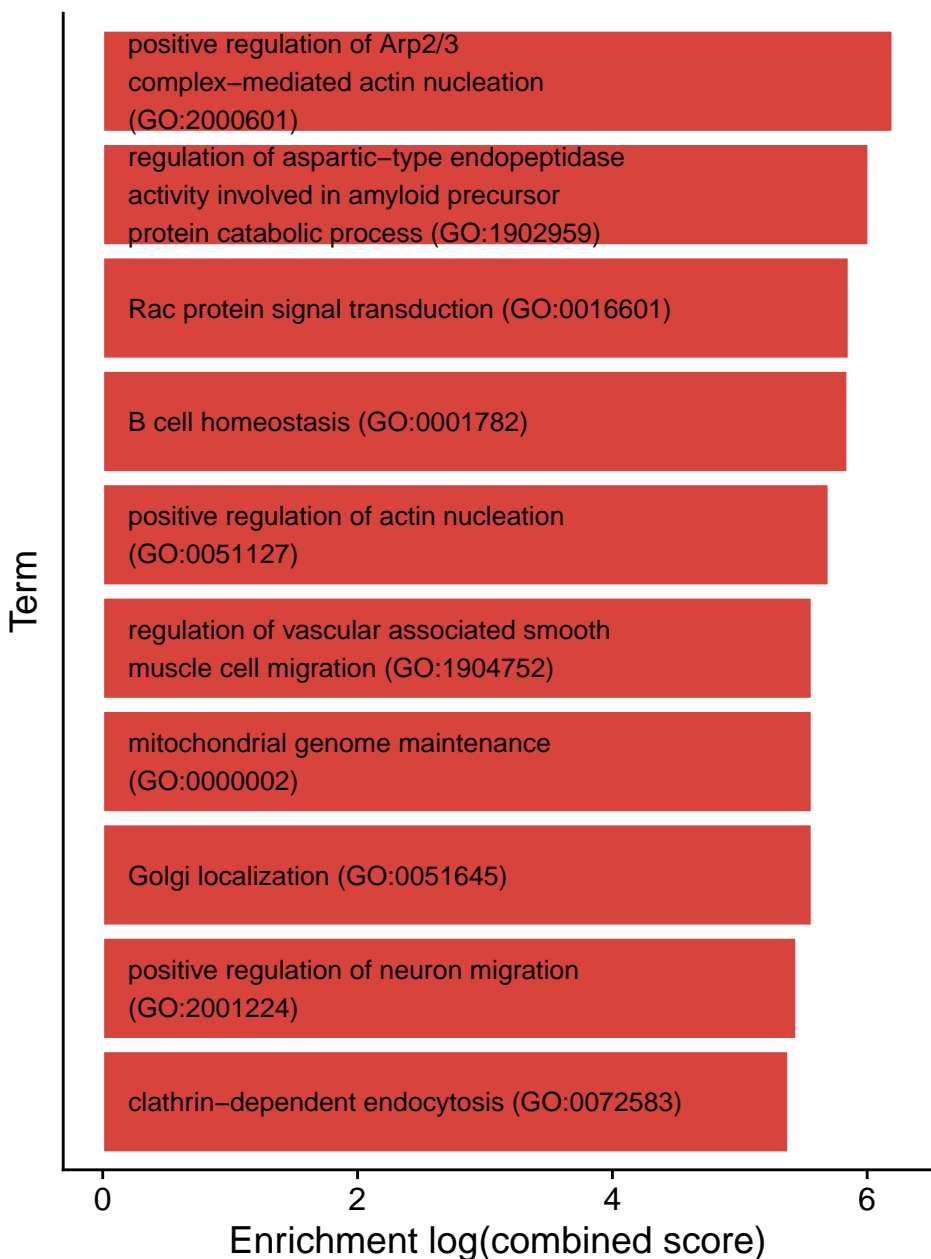 positive regulation of Arp2/3
complex−mediated actin nucleation
(GO:2000601)
regulation of aspartic−type endopeptidase
activity involved in amyloid precursor
protein catabolic process (GO:1902959)
Rac protein signal transduction (GO:0016601)
B cell homeostasis (GO:0001782)
positive regulation of actin nucleation
(GO:0051127)
regulation of vascular associated smooth
muscle cell migration (GO:1904752)
mitochondrial genome maintenance
(GO:0000002)
Golgi localization (GO:0051645)
positive regulation of neuron migration
(GO:2001224)
clathrin−dependent endocytosis (GO:0072583)
Term
0 2 4 6
Enrichment log(combined score)